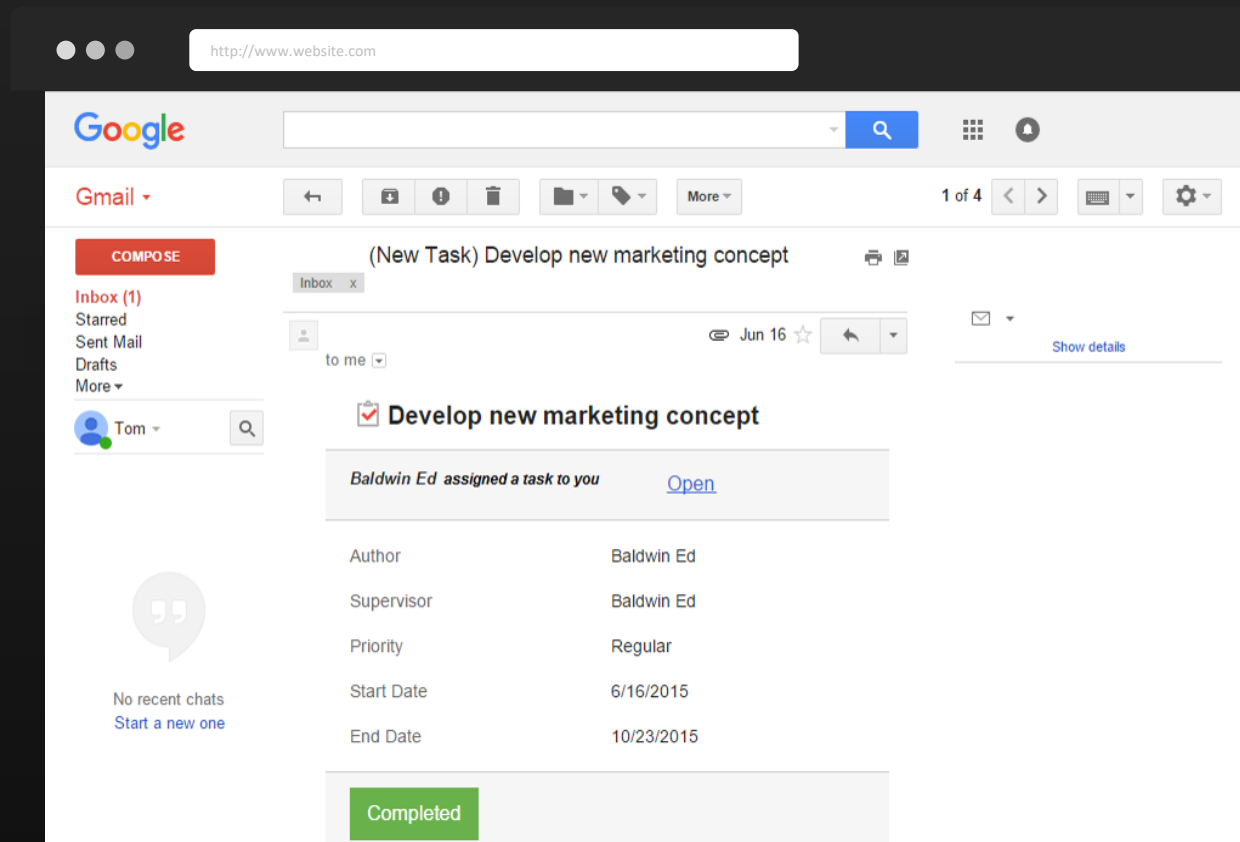 http://www.website.com
Google
Gmail
More
1 of 4
COMPOSE
(New Task) Develop new marketing concept
Inbox x
Inbox (1)
Starred
Sent Mail
Drafts
More
Jun 16
to me
Show details
Tom
Develop new marketing concept
Baldwin Ed assigned a task to you Open
Author Baldwin Ed
Supervisor Baldwin Ed
Priority Regular
Start Date 6/16/2015
End Date 10/23/2015
No recent chats
Start a new one
Completed